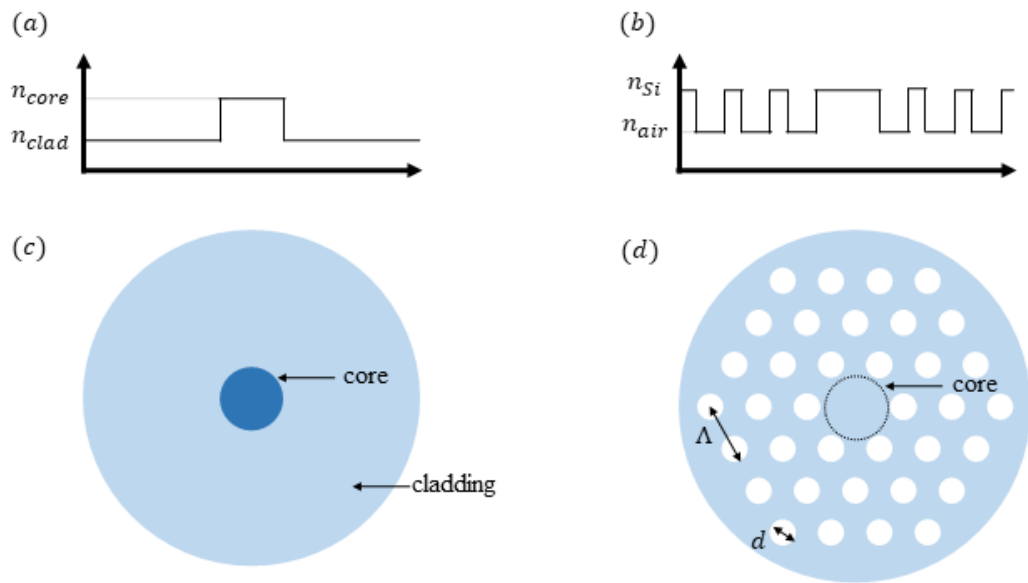 (a)
n_core
n_clad
(b)
n_Si
n_air
(c)
core
cladding
(d)
core
Λ
d